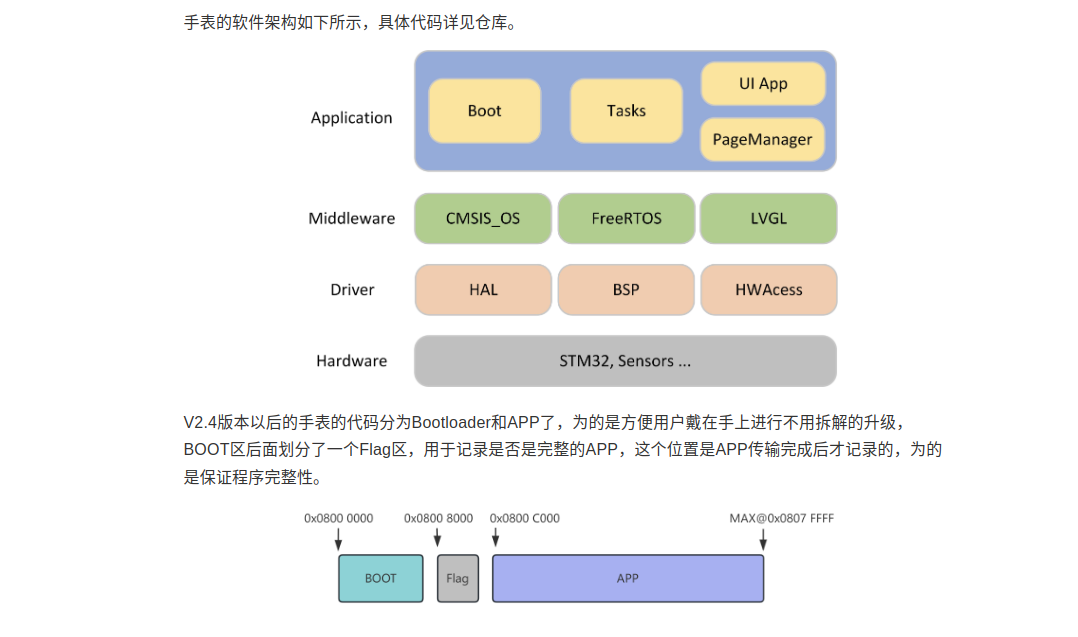 手表的软件架构如下所示，具体代码详见仓库。
Application
Boot
Tasks
UI App
PageManager
Middleware
CMSIS_OS
FreeRTOS
LVGL
Driver
HAL
BSP
HWAcess
Hardware
STM32, Sensors ...
V2.4版本以后的手表的代码分为Bootloader和APP了，为的是方便用户戴在手上进行不用拆解的升级，
BOOT区后面划分了一个Flag区，用于记录是否是完整的APP，这个位置是APP传输完成后才记录的，为的
是保证程序完整性。
0x0800 0000
0x0800 8000
0x0800 C000
MAX@0x0807 FFFF
BOOT
Flag
APP